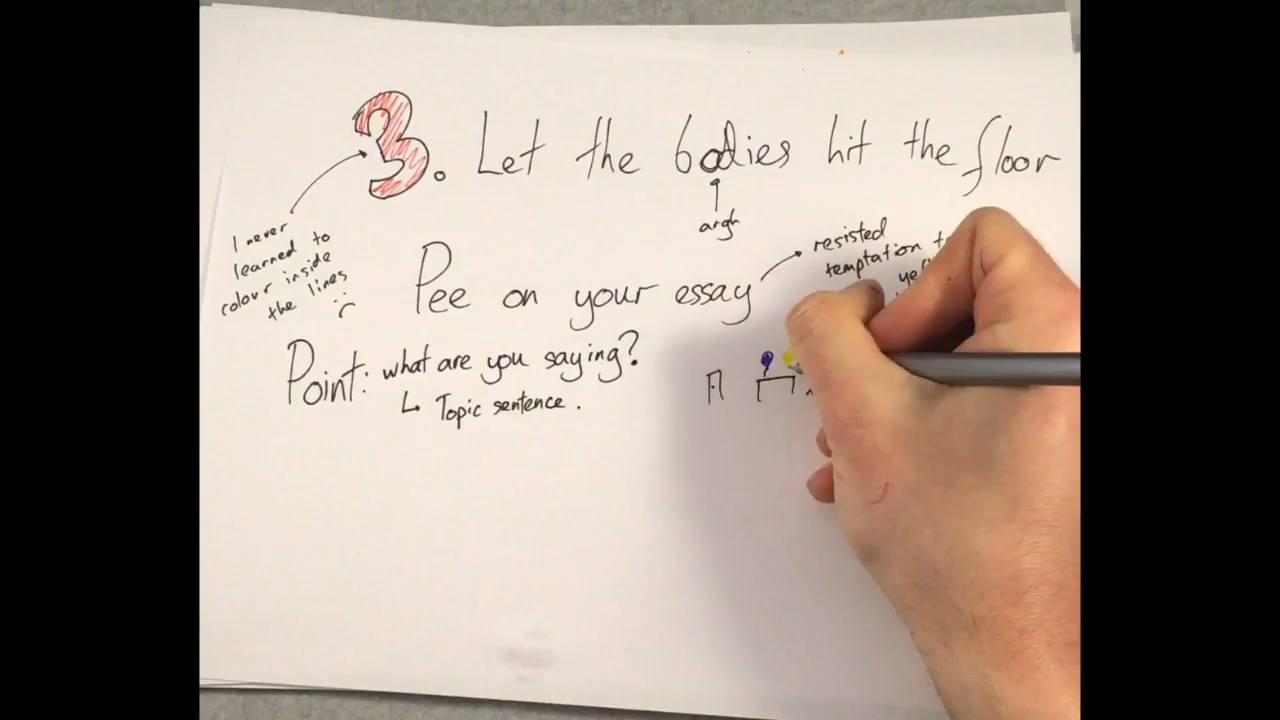 3. Let the bodies hit the floor
argh
I never
learned to
colour inside
the lines
:(
Pee on your essay
resisted
temptation
Point: what are you saying?
↳ Topic sentence.